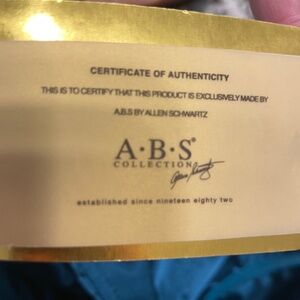 CERTIFICATE OF AUTHENTICITY
THIS IS TO CERTIFY THAT THIS PRODUCT IS EXCLUSIVELY MADE BY
A.B.S BY ALLEN SCHWARTZ
A·B·S®
COLLECTION
established since nineteen eighty two